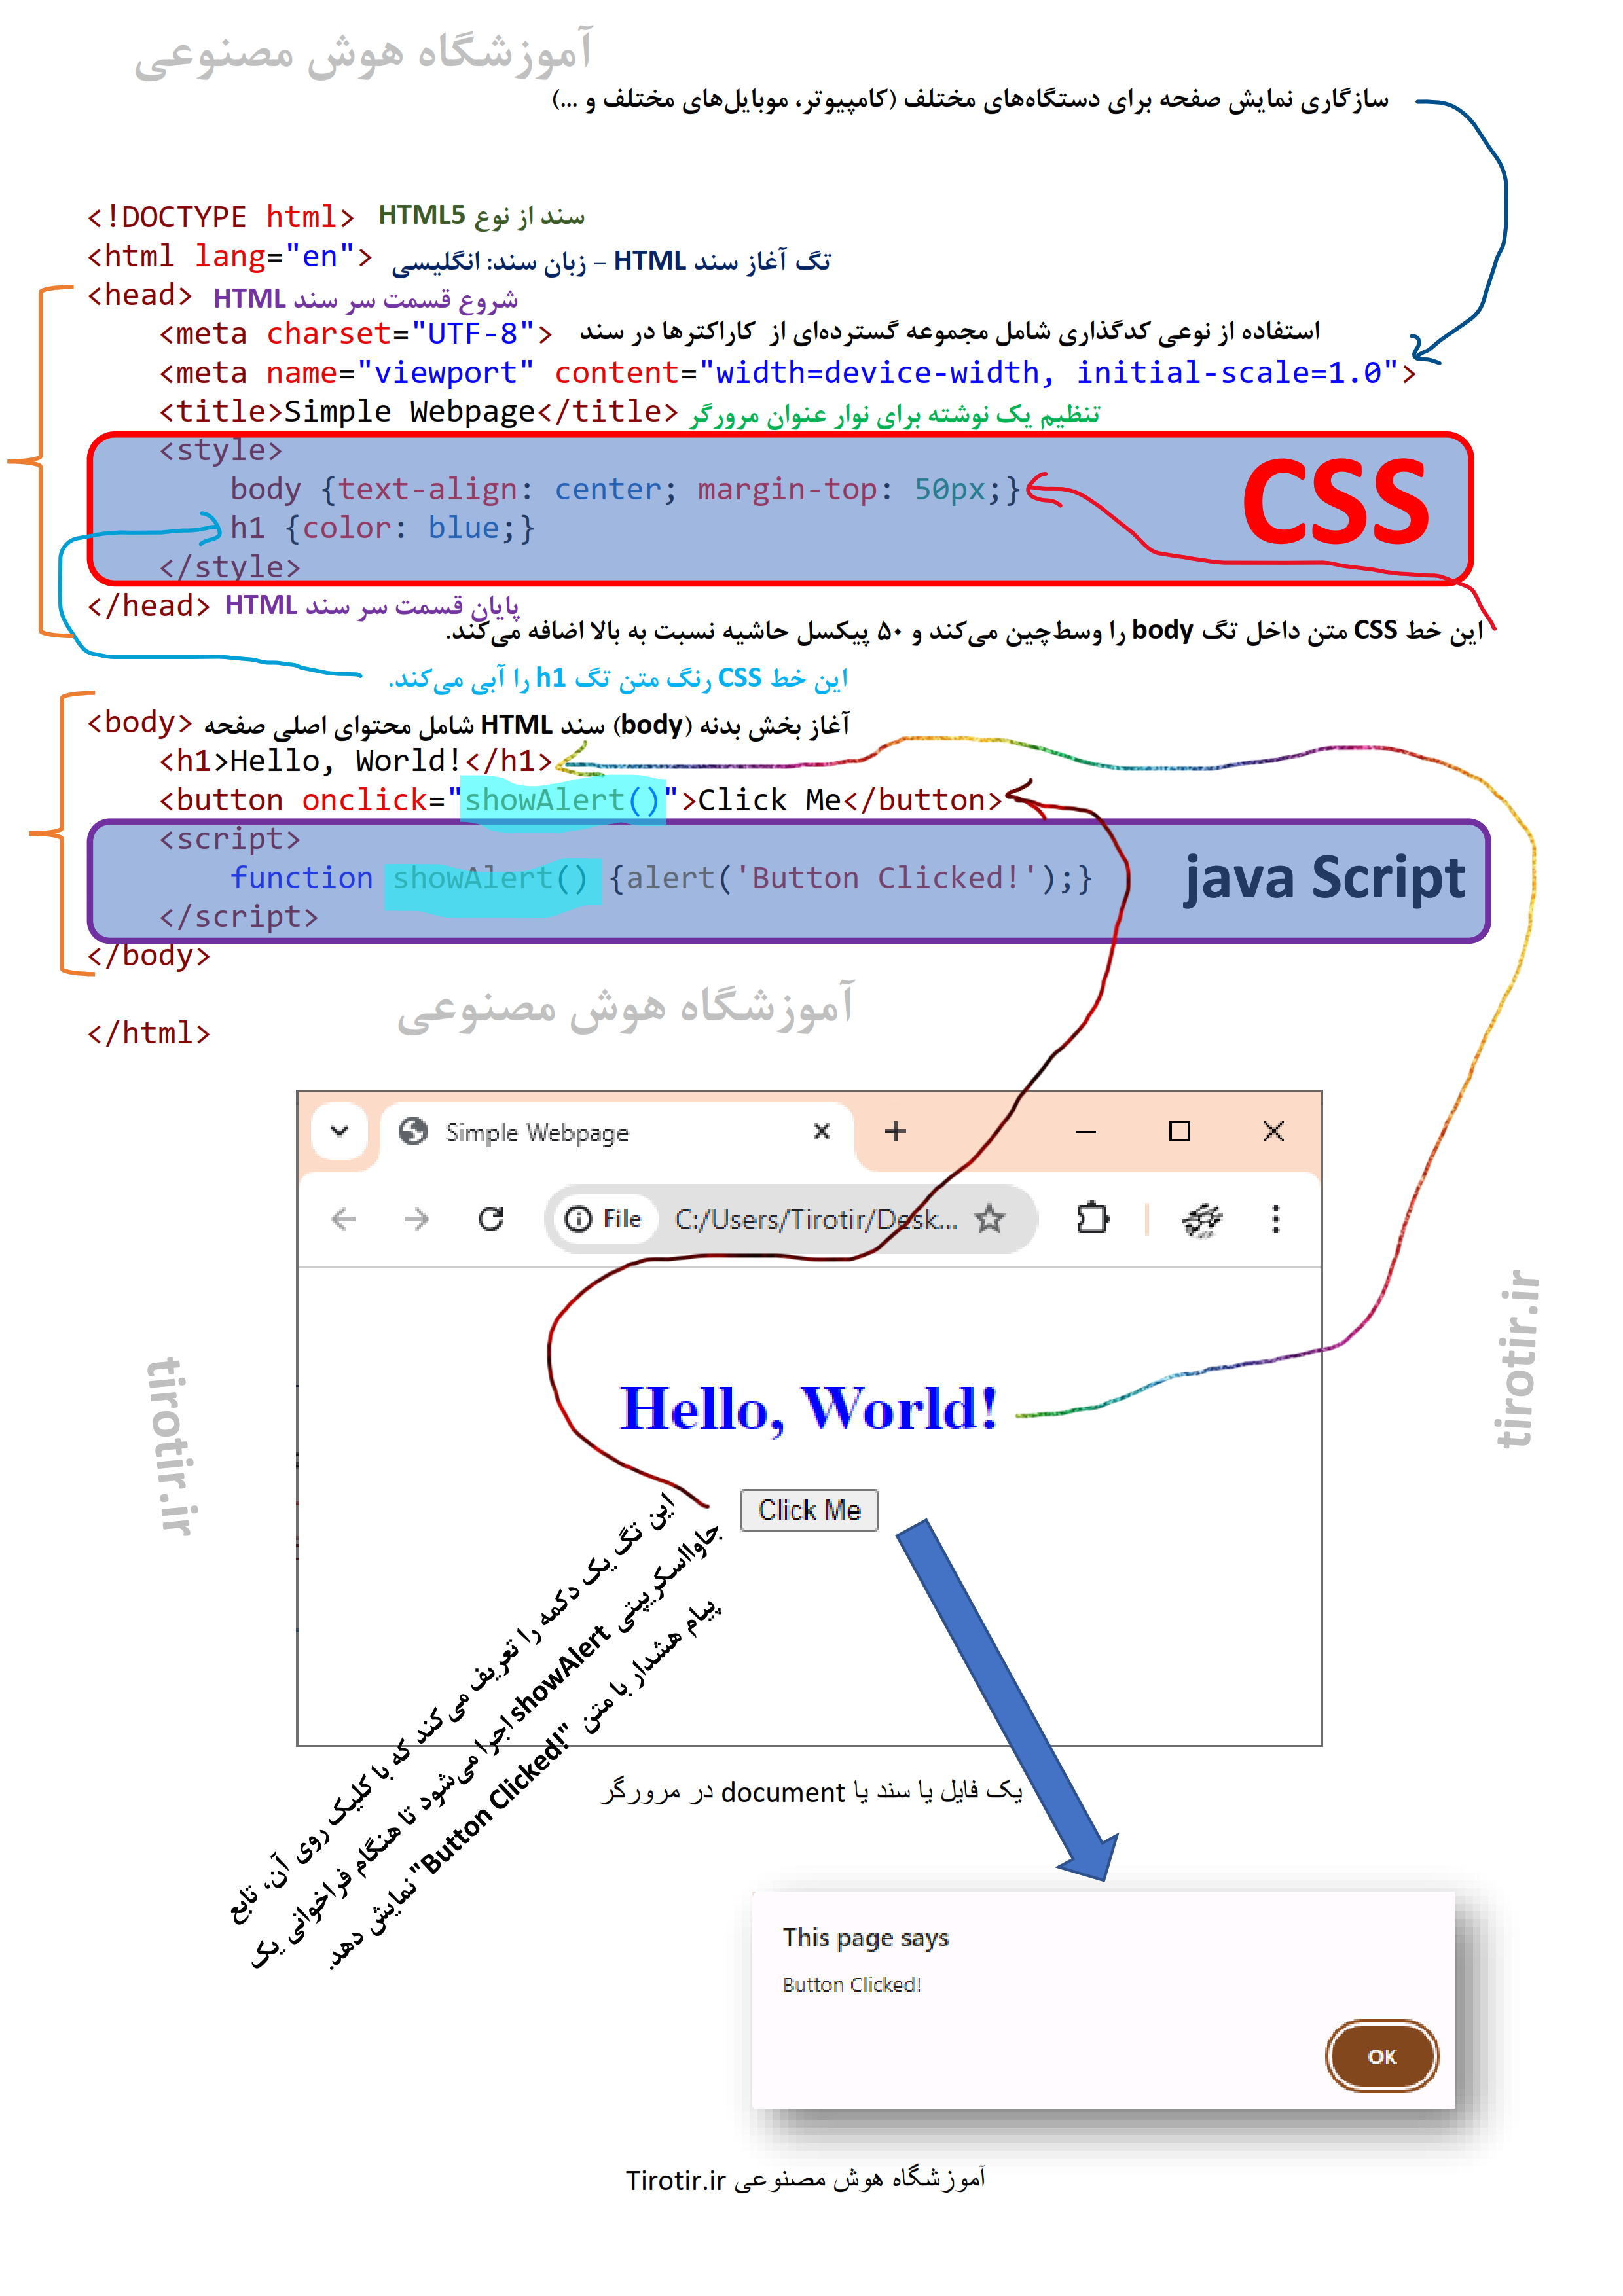 آموزشگاه هوش مصنوعی
سازگاری نمایش صفحه برای دستگاه‌های مختلف (کامپیوتر، موبایل‌های مختلف و ...)
<!DOCTYPE html> سند از نوع HTML5
<html lang="en"> تگ آغاز سند HTML – زبان سند: انگلیسی
<head> شروع قسمت سر سند HTML
<meta charset="UTF-8"> استفاده از نوعی کدگذاری شامل مجموعه گسترده‌ای از کاراکترها در سند
<meta name="viewport" content="width=device-width, initial-scale=1.0">
<title>Simple Webpage</title> تنظیم یک نوشته برای نوار عنوان مرورگر
<style>
body {text-align: center; margin-top: 50px;}
CSS
h1 {color: blue;}
</style>
</head> پایان قسمت سر سند HTML
این خط CSS متن داخل تگ body را وسط‌چین می‌کند و ۵۰ پیکسل حاشیه نسبت به بالا اضافه می‌کند.
این خط CSS رنگ متن تگ h1 را آبی می‌کند.
<body> آغاز بخش بدنه (body) سند HTML شامل محتوای اصلی صفحه
<h1>Hello, World!</h1>
<button onclick="showAlert()">Click Me</button>
<script>
function showAlert() {alert('Button Clicked!');}
java Script
</script>
</body>
آموزشگاه هوش مصنوعی
</html>
Simple Webpage
File C:/Users/Tirotir/Desk...
tirotir.ir
tirotir.ir
Hello, World!
Click Me
این تگ یک دکمه را تعریف می‌کند که با کلیک روی آن، تابع
جاوااسکریپتی showAlert اجرا می‌شود تا هنگام فراخوانی یک
پیام هشدار با متن "Button Clicked!" نمایش دهد.
یک فایل یا سند یا document در مرورگر
This page says
Button Clicked!
OK
آموزشگاه هوش مصنوعی Tirotir.ir